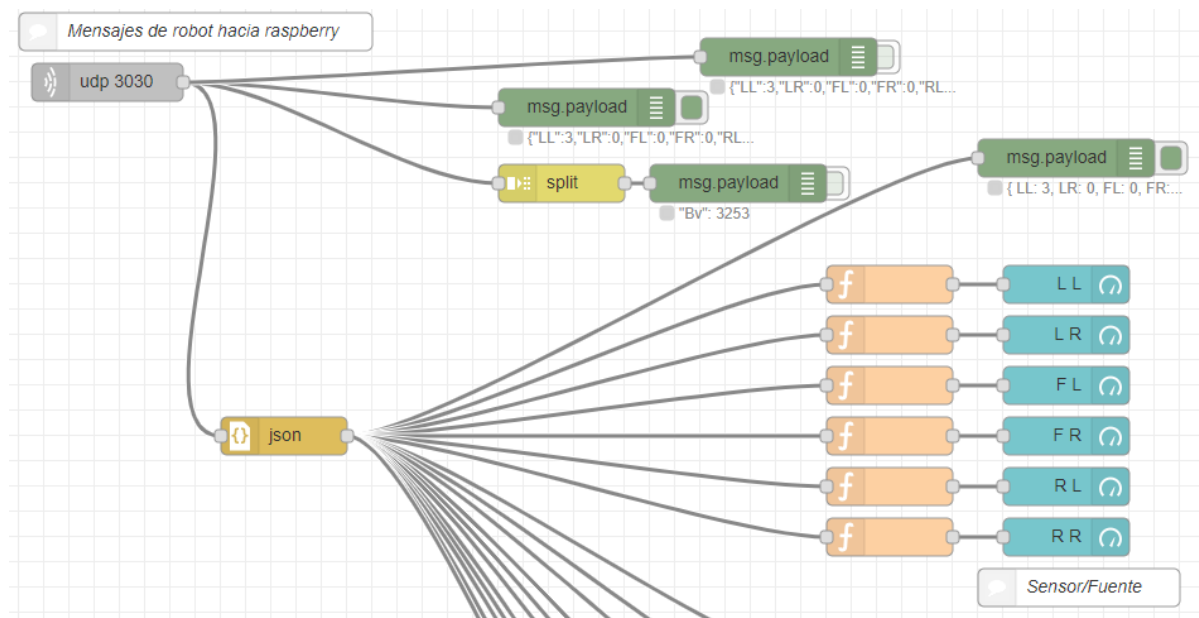 Mensajes de robot hacia raspberry
udp 3030
msg.payload
{"LL":3,"LR":0,"FL":0,"FR":0,"RL...
msg.payload
{"LL":3,"LR":0,"FL":0,"FR":0,"RL...
msg.payload
{ LL: 3, LR: 0, FL: 0, FR:...
split
msg.payload
"Bv": 3253
L L
L R
F L
json
F R
R L
R R
Sensor/Fuente